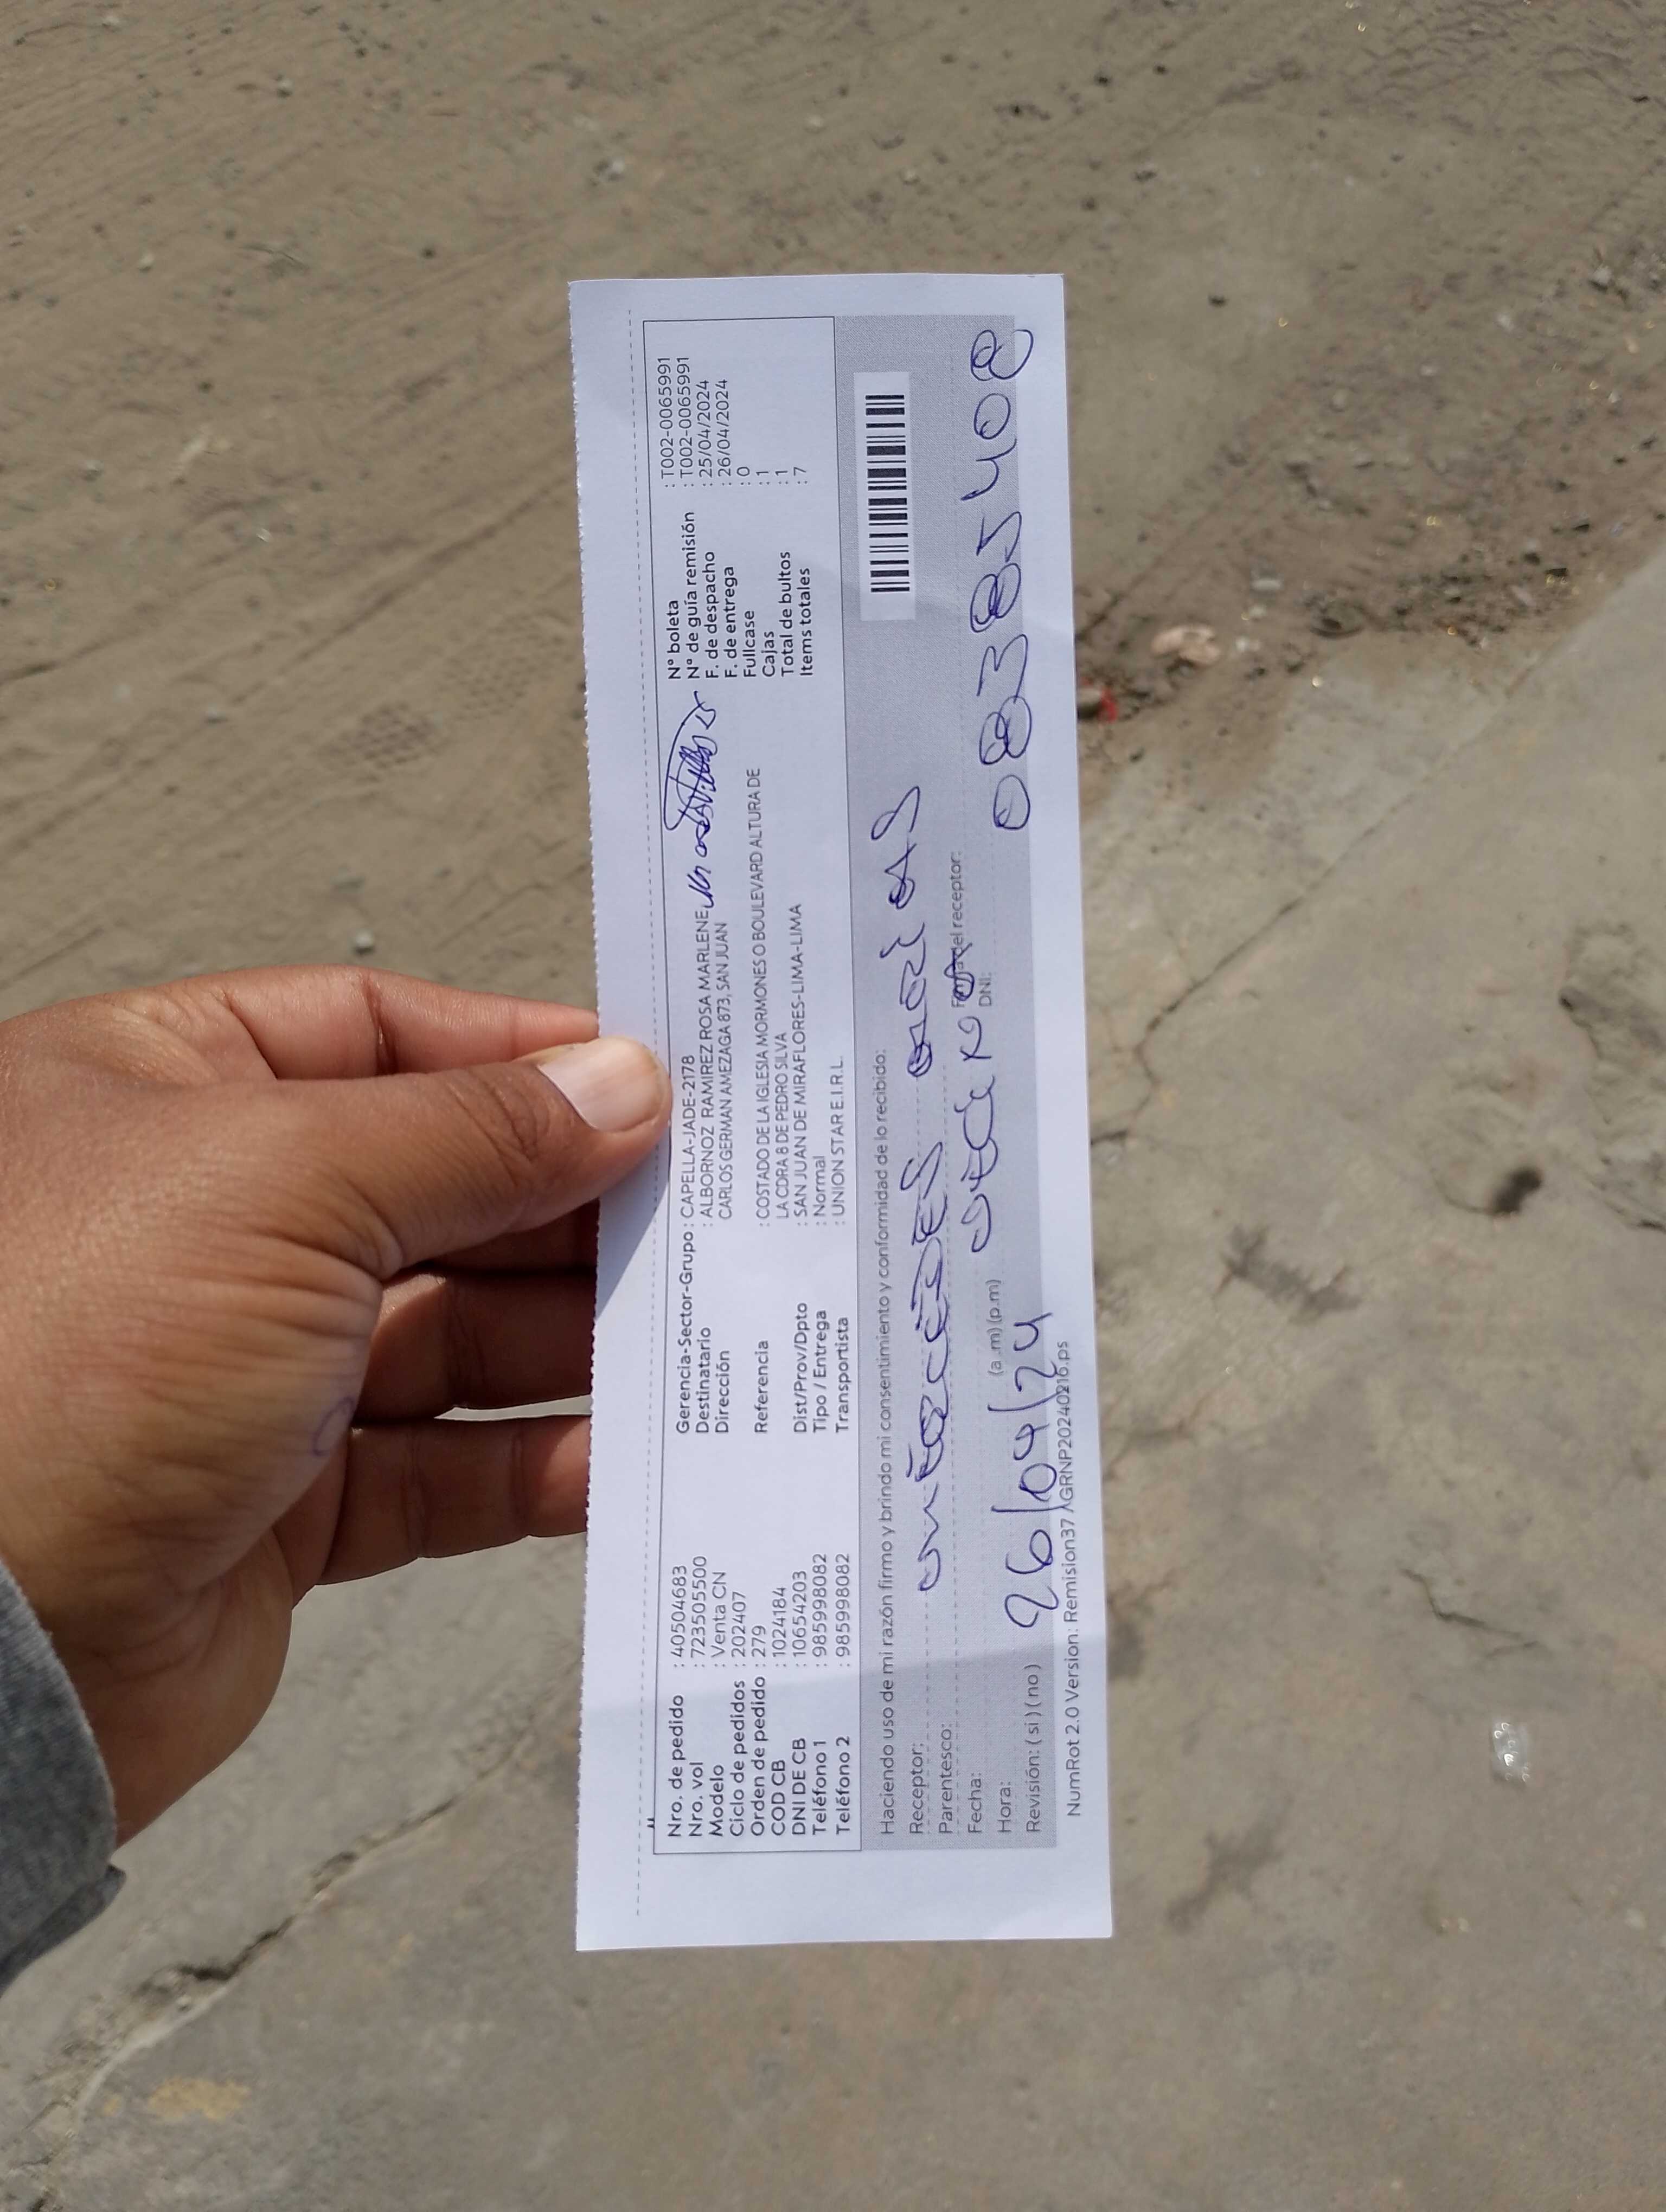 Nro. de pedido : 40504683
Nro. vol : 723505500
Modelo : Venta CN
Ciclo de pedidos : 202407
Orden de pedido : 279
COD CB : 1024184
DNI DE CB : 10654203
Teléfono 1 : 985998082
Teléfono 2 : 985998082
Gerencia-Sector-Grupo : CAPELLA-JADE-2178
Destinatario : ALBORNOZ RAMIREZ ROSA MARLENE
Dirección CARLOS GERMAN AMEZAGA 873, SAN JUAN
Referencia : COSTADO DE LA IGLESIA MORMONES O BOULEVARD ALTURA DE
LA CDRA 8 DE PEDRO SILVA
Dist/Prov/Dpto : SAN JUAN DE MIRAFLORES-LIMA-LIMA
Tipo / Entrega : Normal
Transportista : UNION STAR E.I.R.L.
N° boleta : T002-0065991
N° de guía remisión : T002-0065991
F. de despacho : 25/04/2024
F. de entrega : 26/04/2024
Fullcase : 0
Cajas : 1
Total de bultos : 1
Items totales : 7
Haciendo uso de mi razón firmo y brindo mi consentimiento y conformidad de lo recibido:
Receptor:
Parentesco:
del receptor:
Fecha:
DNI: 08385408
Hora: (a .m) (p.m)
26/04/24
Revisión: ( si ) ( no )
NumRot 2.0 Version: Remision37 AGRNP20240216.ps